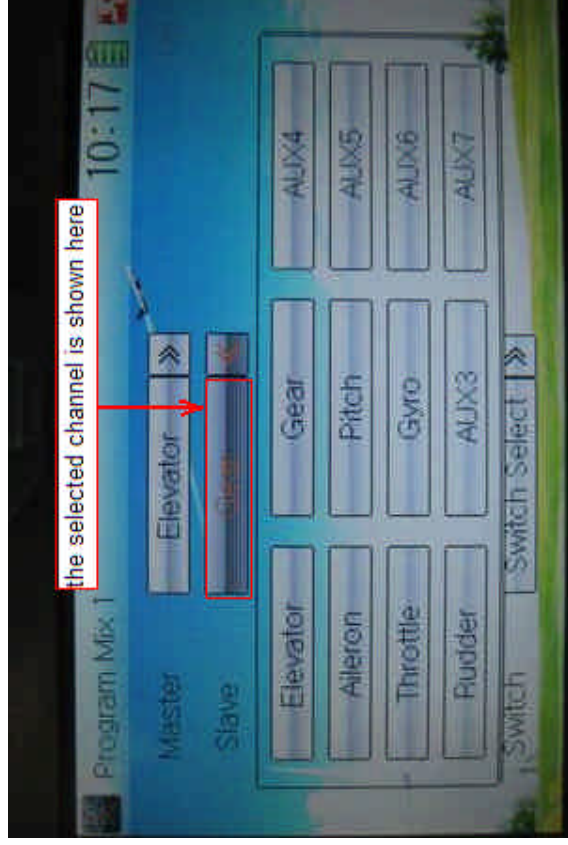 the selected channel is shown here
Program Mix 1 10:17
Master Elevator »
Slave
Elevator Gear AUX4
Aileron Pitch AUX5
Throttle Gyro AUX6
Rudder AUX3 AUX7
Switch Switch Select »